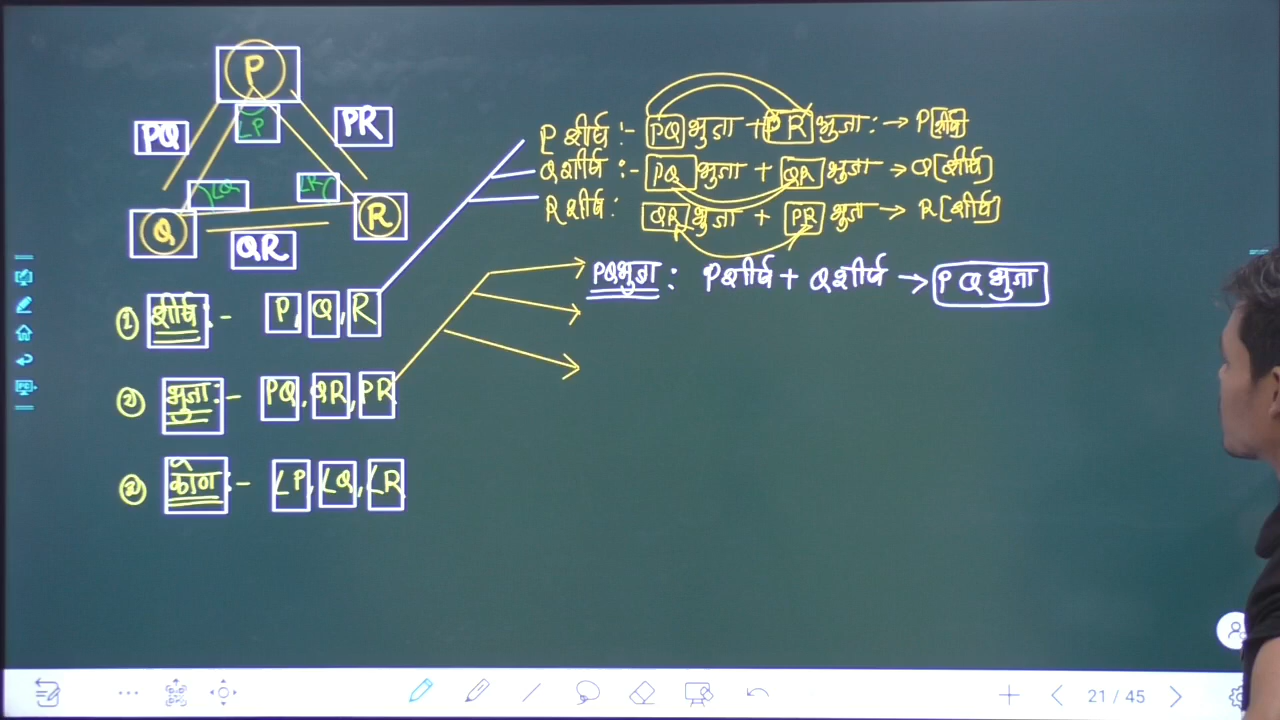 P
PQ
∠P
PR
∠Q
∠R
Q
QR
R
P शीर्ष :- PQ भुजा + PR भुजा :→ P[शीर्ष]
Q शीर्ष :- PQ भुजा + QR भुजा → Q[शीर्ष]
R शीर्ष : QR भुजा + PR भुजा → R[शीर्ष]
PQ भुजा : P शीर्ष + Q शीर्ष → PQ भुजा
① शीर्ष :- P, Q, R
② भुजा :- PQ, QR, PR
③ कोण :- ∠P, ∠Q, ∠R
21 / 45